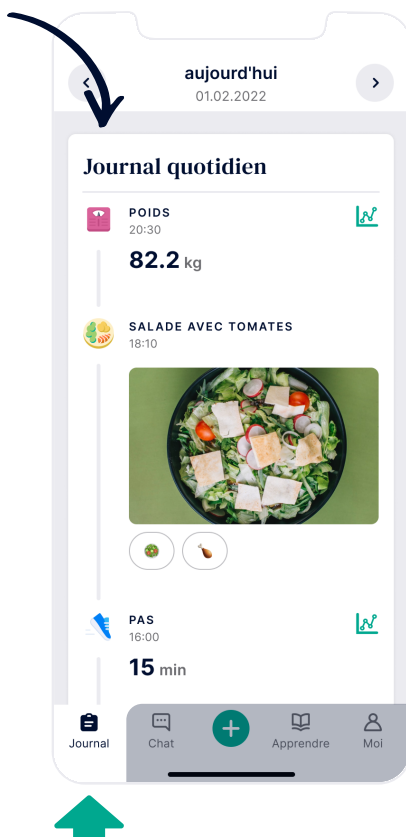 aujourd'hui
01.02.2022
Journal quotidien
POIDS
20:30
82.2 kg
SALADE AVEC TOMATES
18:10
PAS
16:00
15 min
Journal
Chat
Apprendre
Moi